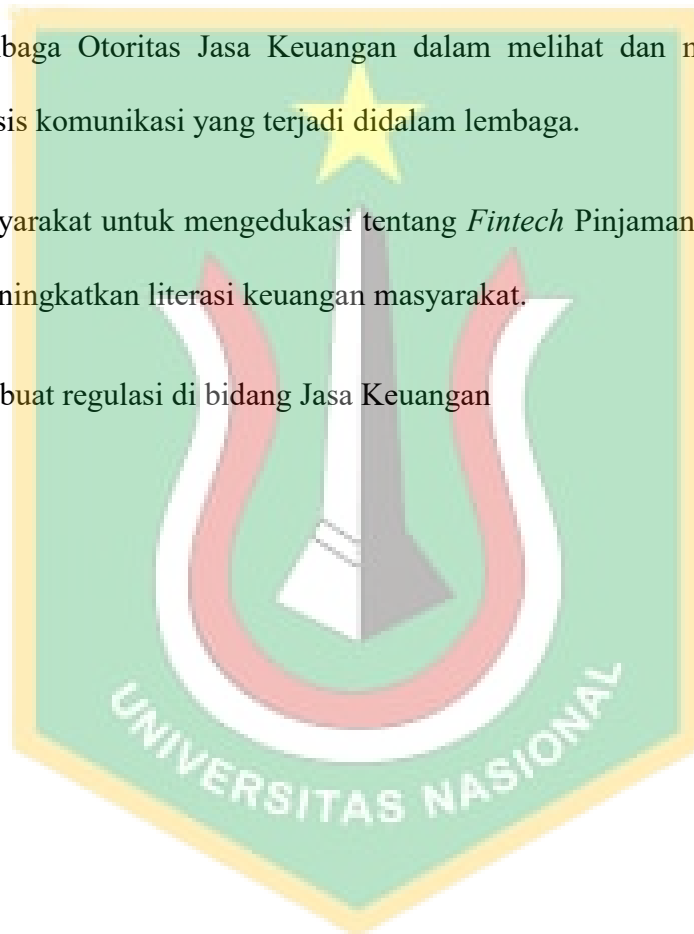 baga Otoritas Jasa Keuangan dalam melihat dan
sis komunikasi yang terjadi didalam lembaga.
yarakat untuk mengedukasi tentang Fintech Pinjaman
ningkatkan literasi keuangan masyarakat.
buat regulasi di bidang Jasa Keuangan
UNIVERSITAS NASIONAL